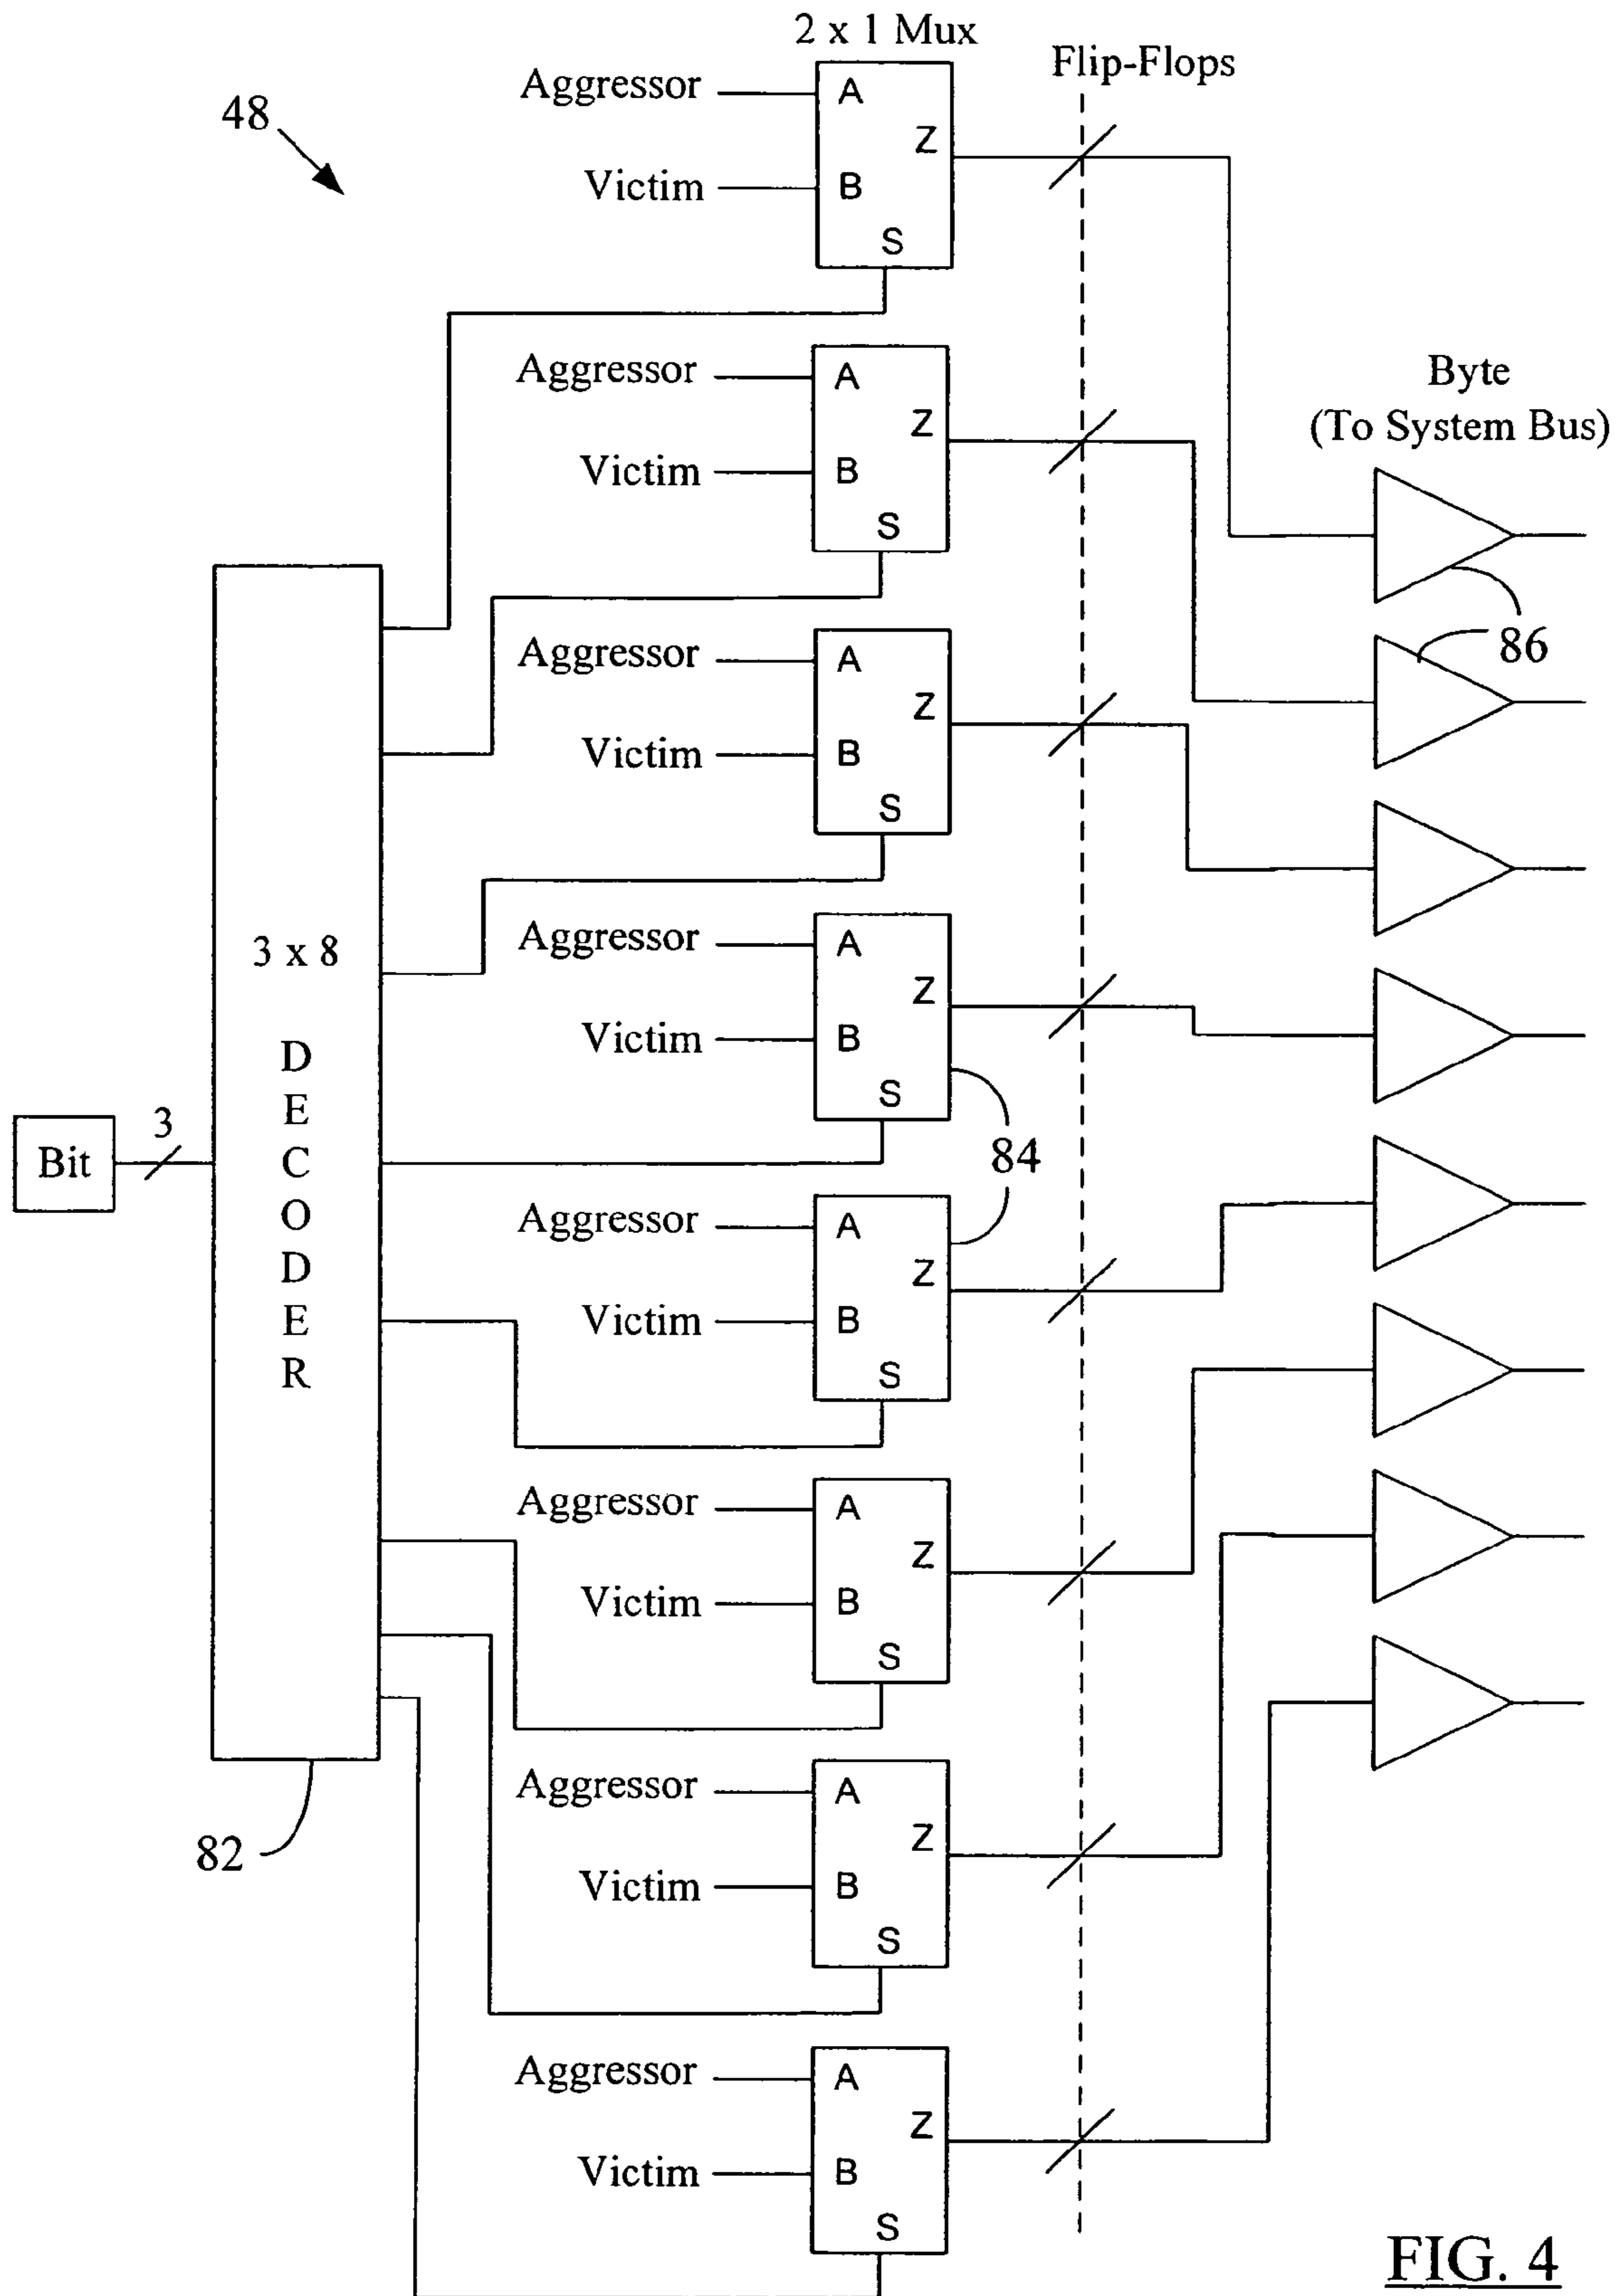 2 x 1 Mux
Flip-Flops
48
Aggressor
A
Z
Victim
B
S
Aggressor
A
Z
Victim
B
S
Byte
(To System Bus)
86
Aggressor
A
Z
Victim
B
S
3 x 8
DECODER
Bit
3
82
Aggressor
A
Z
Victim
B
S
84
Aggressor
A
Z
Victim
B
S
Aggressor
A
Z
Victim
B
S
Aggressor
A
Z
Victim
B
S
Aggressor
A
Z
Victim
B
S
FIG. 4